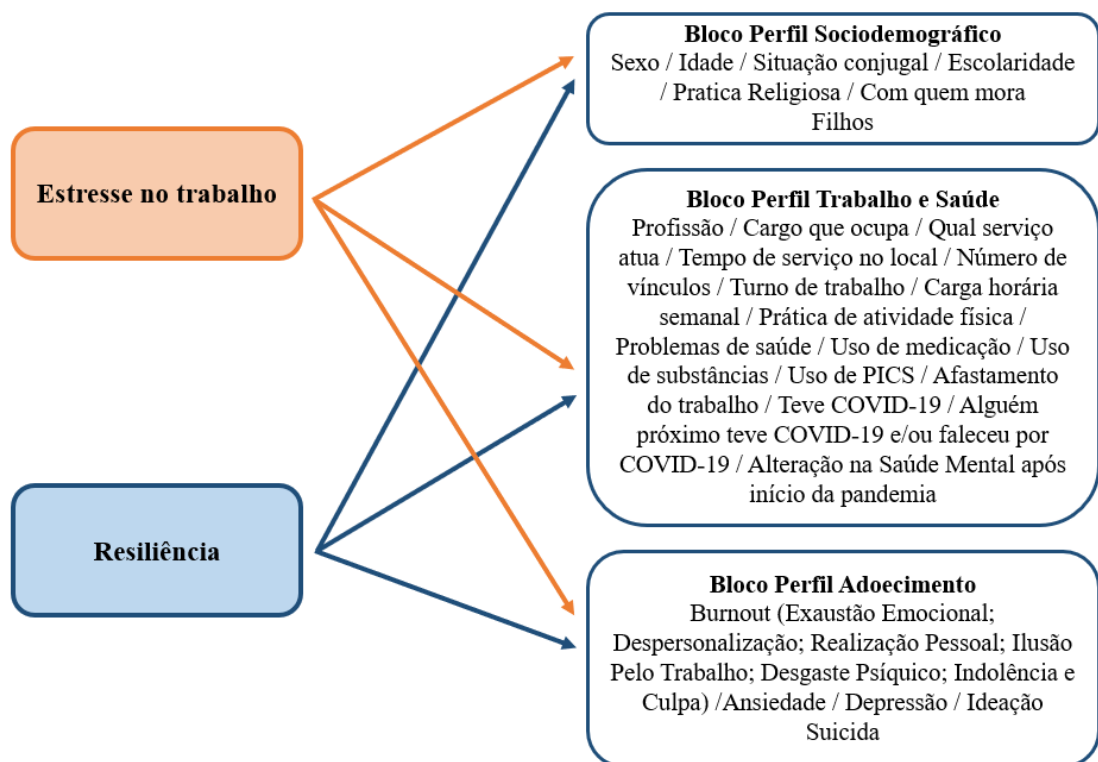 Estresse no trabalho
Resiliência
Bloco Perfil Sociodemográfico
Sexo / Idade / Situação conjugal / Escolaridade
/ Pratica Religiosa / Com quem mora
Filhos
Bloco Perfil Trabalho e Saúde
Profissão / Cargo que ocupa / Qual serviço
atua / Tempo de serviço no local / Número de
vínculos / Turno de trabalho / Carga horária
semanal / Prática de atividade física /
Problemas de saúde / Uso de medicação / Uso
de substâncias / Uso de PICS / Afastamento
do trabalho / Teve COVID-19 / Alguém
próximo teve COVID-19 e/ou faleceu por
COVID-19 / Alteração na Saúde Mental após
início da pandemia
Bloco Perfil Adoecimento
Burnout (Exaustão Emocional;
Despersonalização; Realização Pessoal; Ilusão
Pelo Trabalho; Desgaste Psíquico; Indolência e
Culpa) /Ansiedade / Depressão / Ideação
Suicida